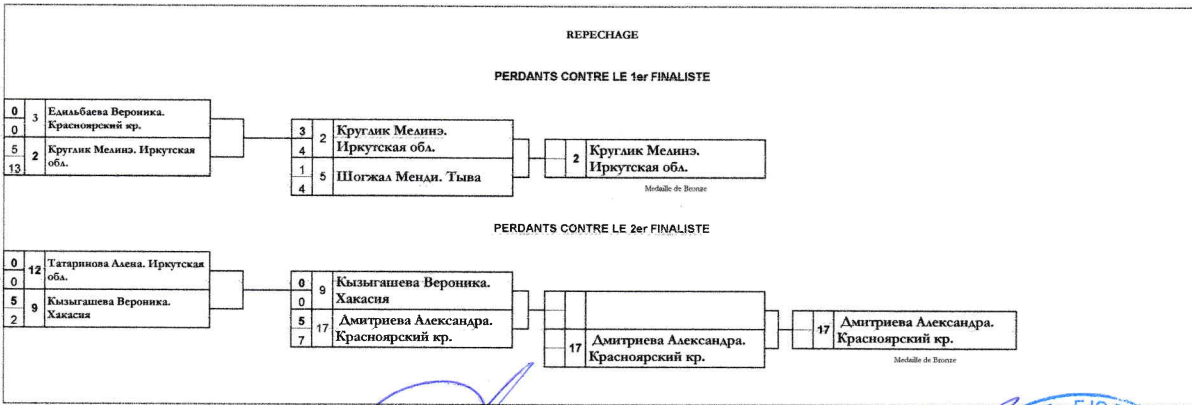 REPECHAGE
PERDANTS CONTRE LE 1er FINALISTE
0
0
3
Едильбаева Вероника.
Красноярский кр.
5
13
2
Круглик Мелинэ. Иркутская
обл.
3
4
2
Круглик Мелинэ.
Иркутская обл.
1
4
5
Шогжал Менди. Тыва
2
Круглик Мелинэ.
Иркутская обл.
Medaille de Bronze
PERDANTS CONTRE LE 2er FINALISTE
0
0
12
Татаринова Алена. Иркутская
обл.
5
2
9
Кызыгашева Вероника.
Хакасия
0
0
9
Кызыгашева Вероника.
Хакасия
5
7
17
Дмитриева Александра.
Красноярский кр.
17
Дмитриева Александра.
Красноярский кр.
17
Дмитриева Александра.
Красноярский кр.
Medaille de Bronze